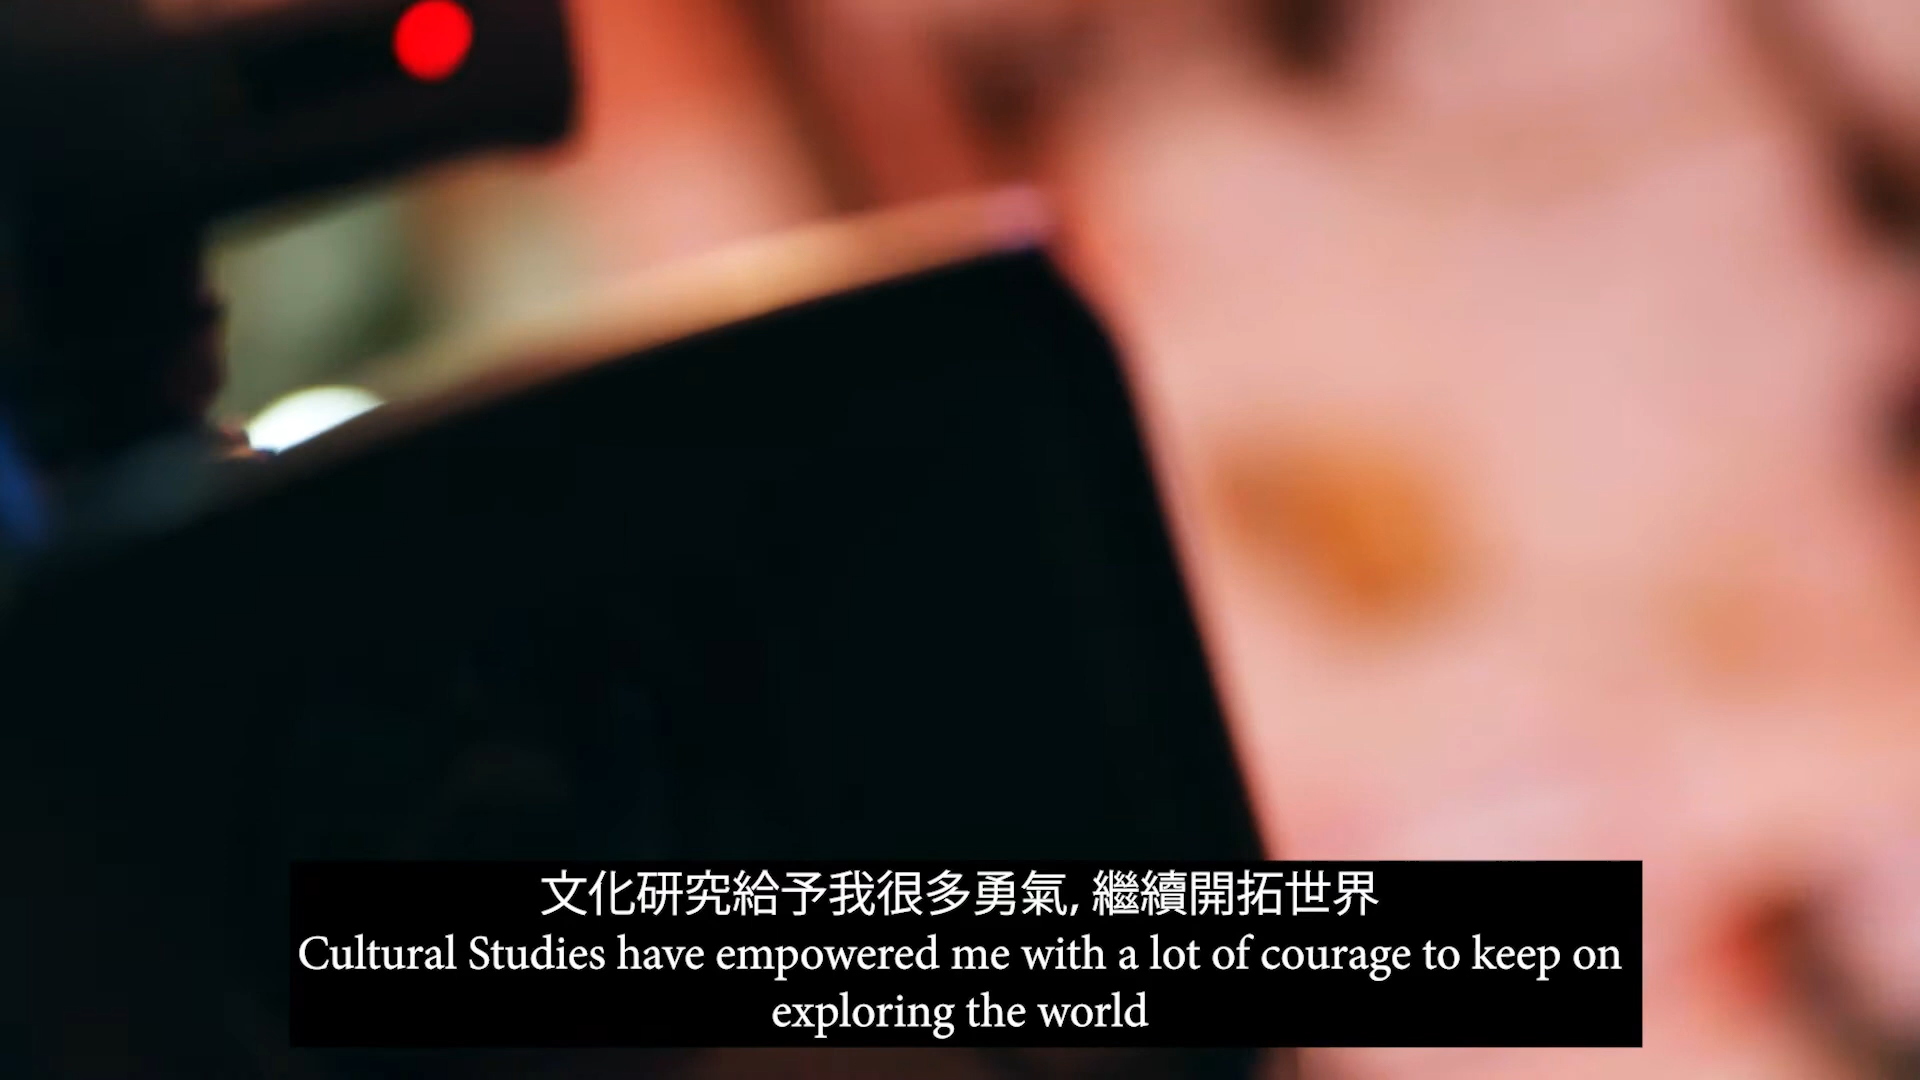 文化研究給予我很多勇氣, 繼續開拓世界
Cultural Studies have empowered me with a lot of courage to keep on
exploring the world